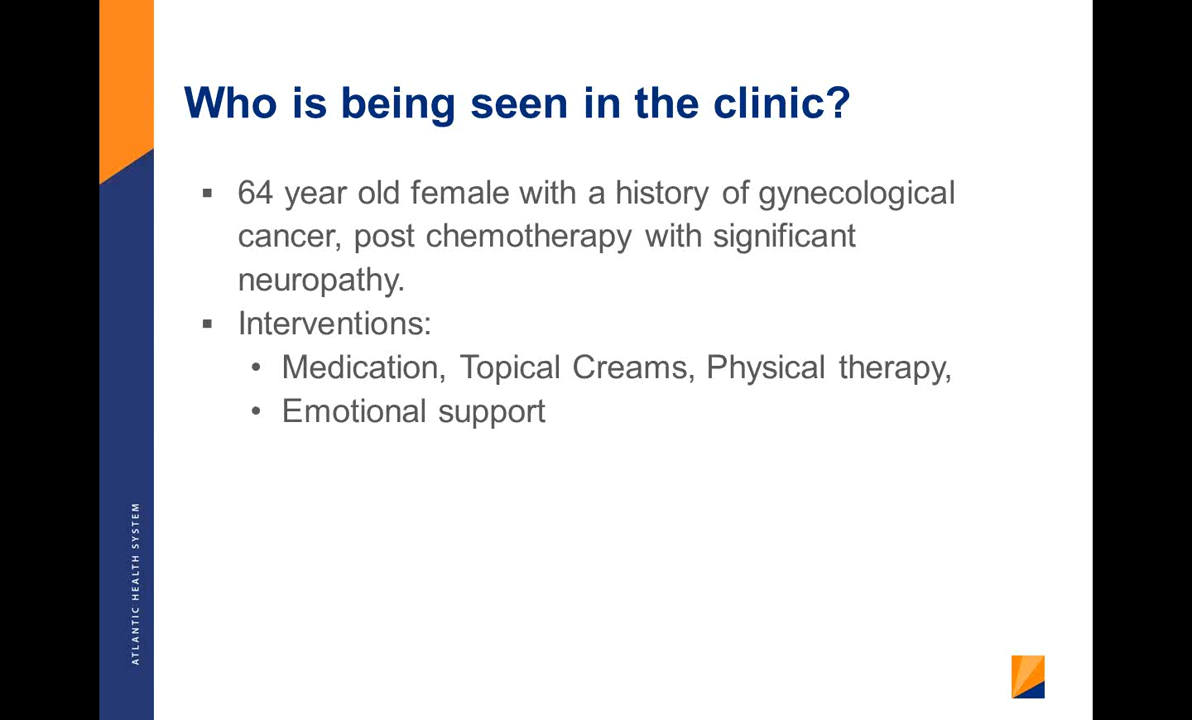 Who is being seen in the clinic?
▪ 64 year old female with a history of gynecological
cancer, post chemotherapy with significant
neuropathy.
▪ Interventions:
• Medication, Topical Creams, Physical therapy,
• Emotional support
ATLANTIC HEALTH SYSTEM